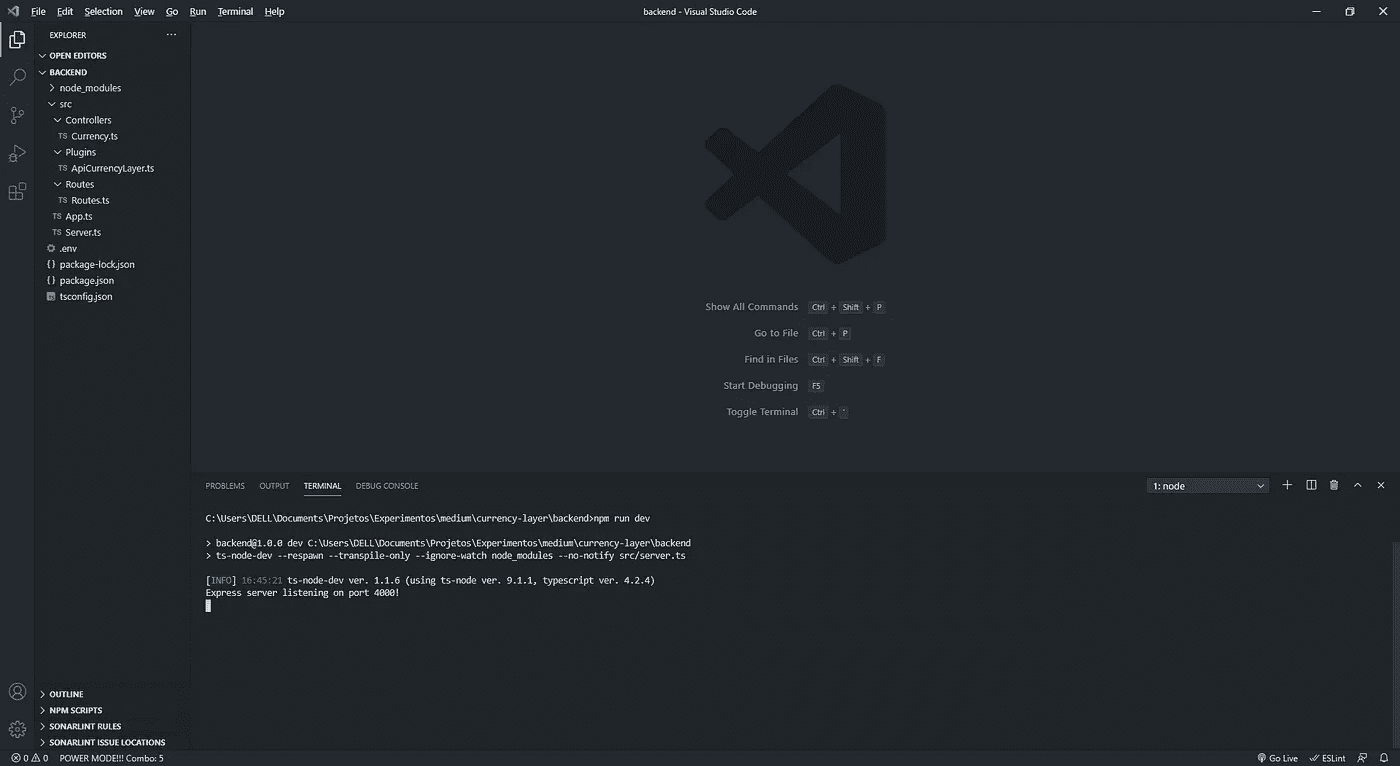 File Edit Selection View Go Run Terminal Help
backend - Visual Studio Code
EXPLORER
OPEN EDITORS
BACKEND
node_modules
src
Controllers
TS Currency.ts
Plugins
TS ApiCurrencyLayer.ts
Routes
TS Routes.ts
TS App.ts
TS Server.ts
.env
{} package-lock.json
{} package.json
tsconfig.json
OUTLINE
NPM SCRIPTS
SONARLINT RULES
SONARLINT ISSUE LOCATIONS
Show All Commands Ctrl + Shift + P
Go to File Ctrl + P
Find in Files Ctrl + Shift + F
Start Debugging F5
Toggle Terminal Ctrl + '
PROBLEMS OUTPUT TERMINAL DEBUG CONSOLE
1: node
C:\Users\DELL\Documents\Projetos\Experimentos\medium\currency-layer\backend>npm run dev
> backend@1.0.0 dev C:\Users\DELL\Documents\Projetos\Experimentos\medium\currency-layer\backend
> ts-node-dev --respawn --transpile-only --ignore-watch node_modules --no-notify src/server.ts
[INFO] 16:45:21 ts-node-dev ver. 1.1.6 (using ts-node ver. 9.1.1, typescript ver. 4.2.4)
Express server listening on port 4000!
0 0 POWER MODE!!! Combo: 5
Go Live ESLint